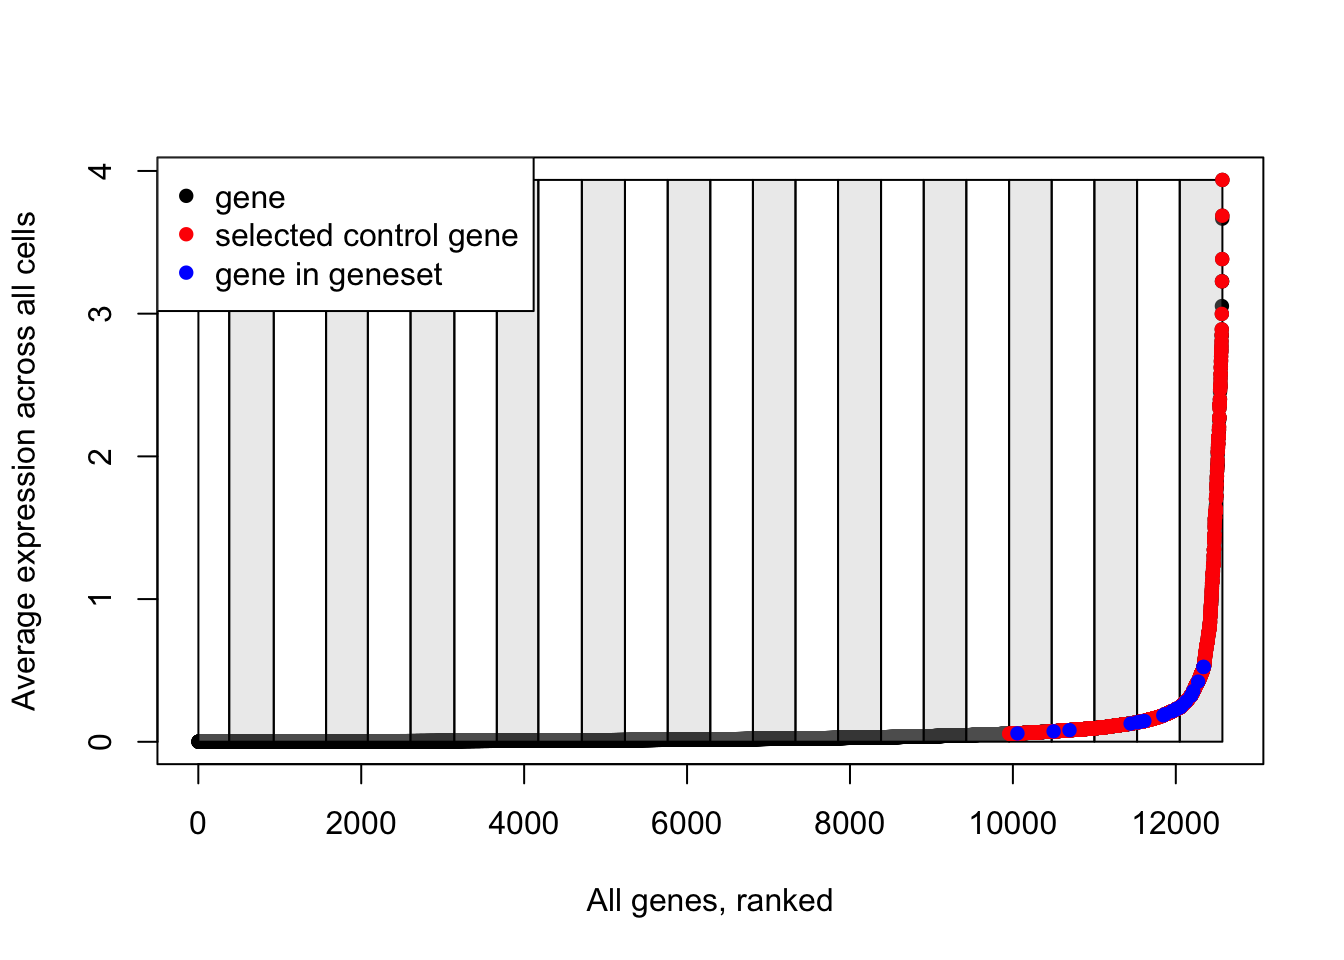 gene
selected control gene
gene in geneset
Average expression across all cells
4
3
2
1
0
0 2000 4000 6000 8000 10000 12000
All genes, ranked